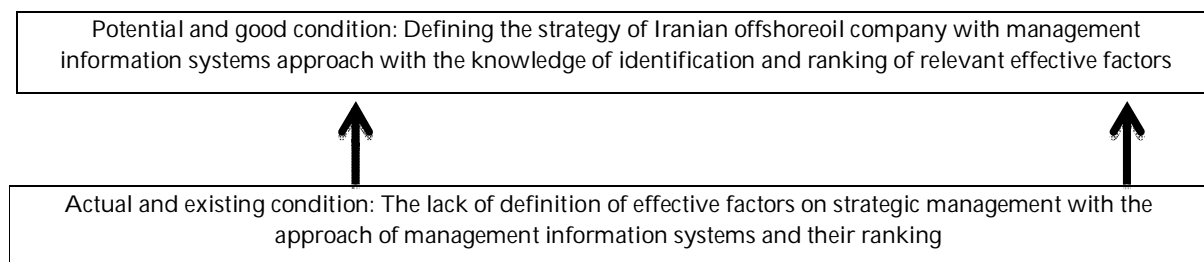 Potential and good condition: Defining the strategy of Iranian offshoreoil company with management
information systems approach with the knowledge of identification and ranking of relevant effective factors
Actual and existing condition: The lack of definition of effective factors on strategic management with the
approach of management information systems and their ranking